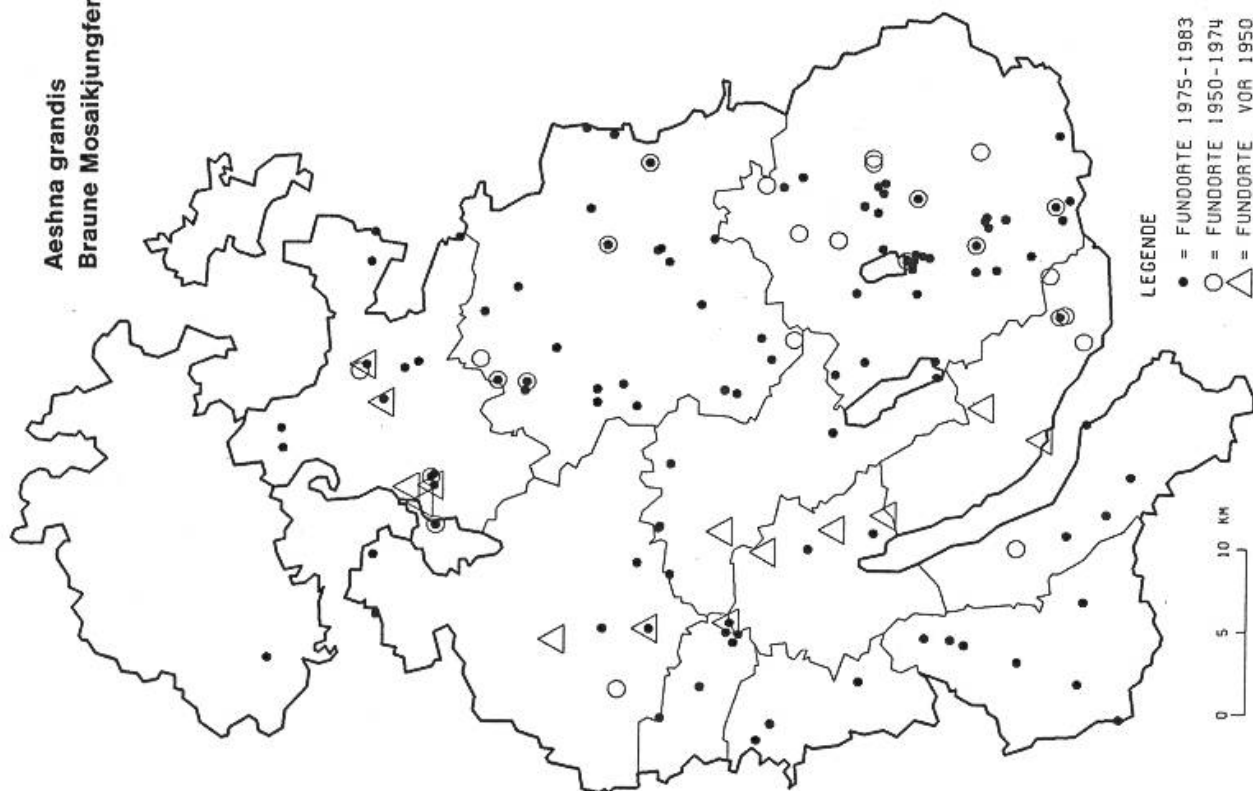 Aeshna grandis
Braune Mosaikjungfer
LEGENDE
● = FUNDORTE 1975-1983
○ = FUNDORTE 1950-1974
△ = FUNDORTE VOR 1950
0 5 10 KM